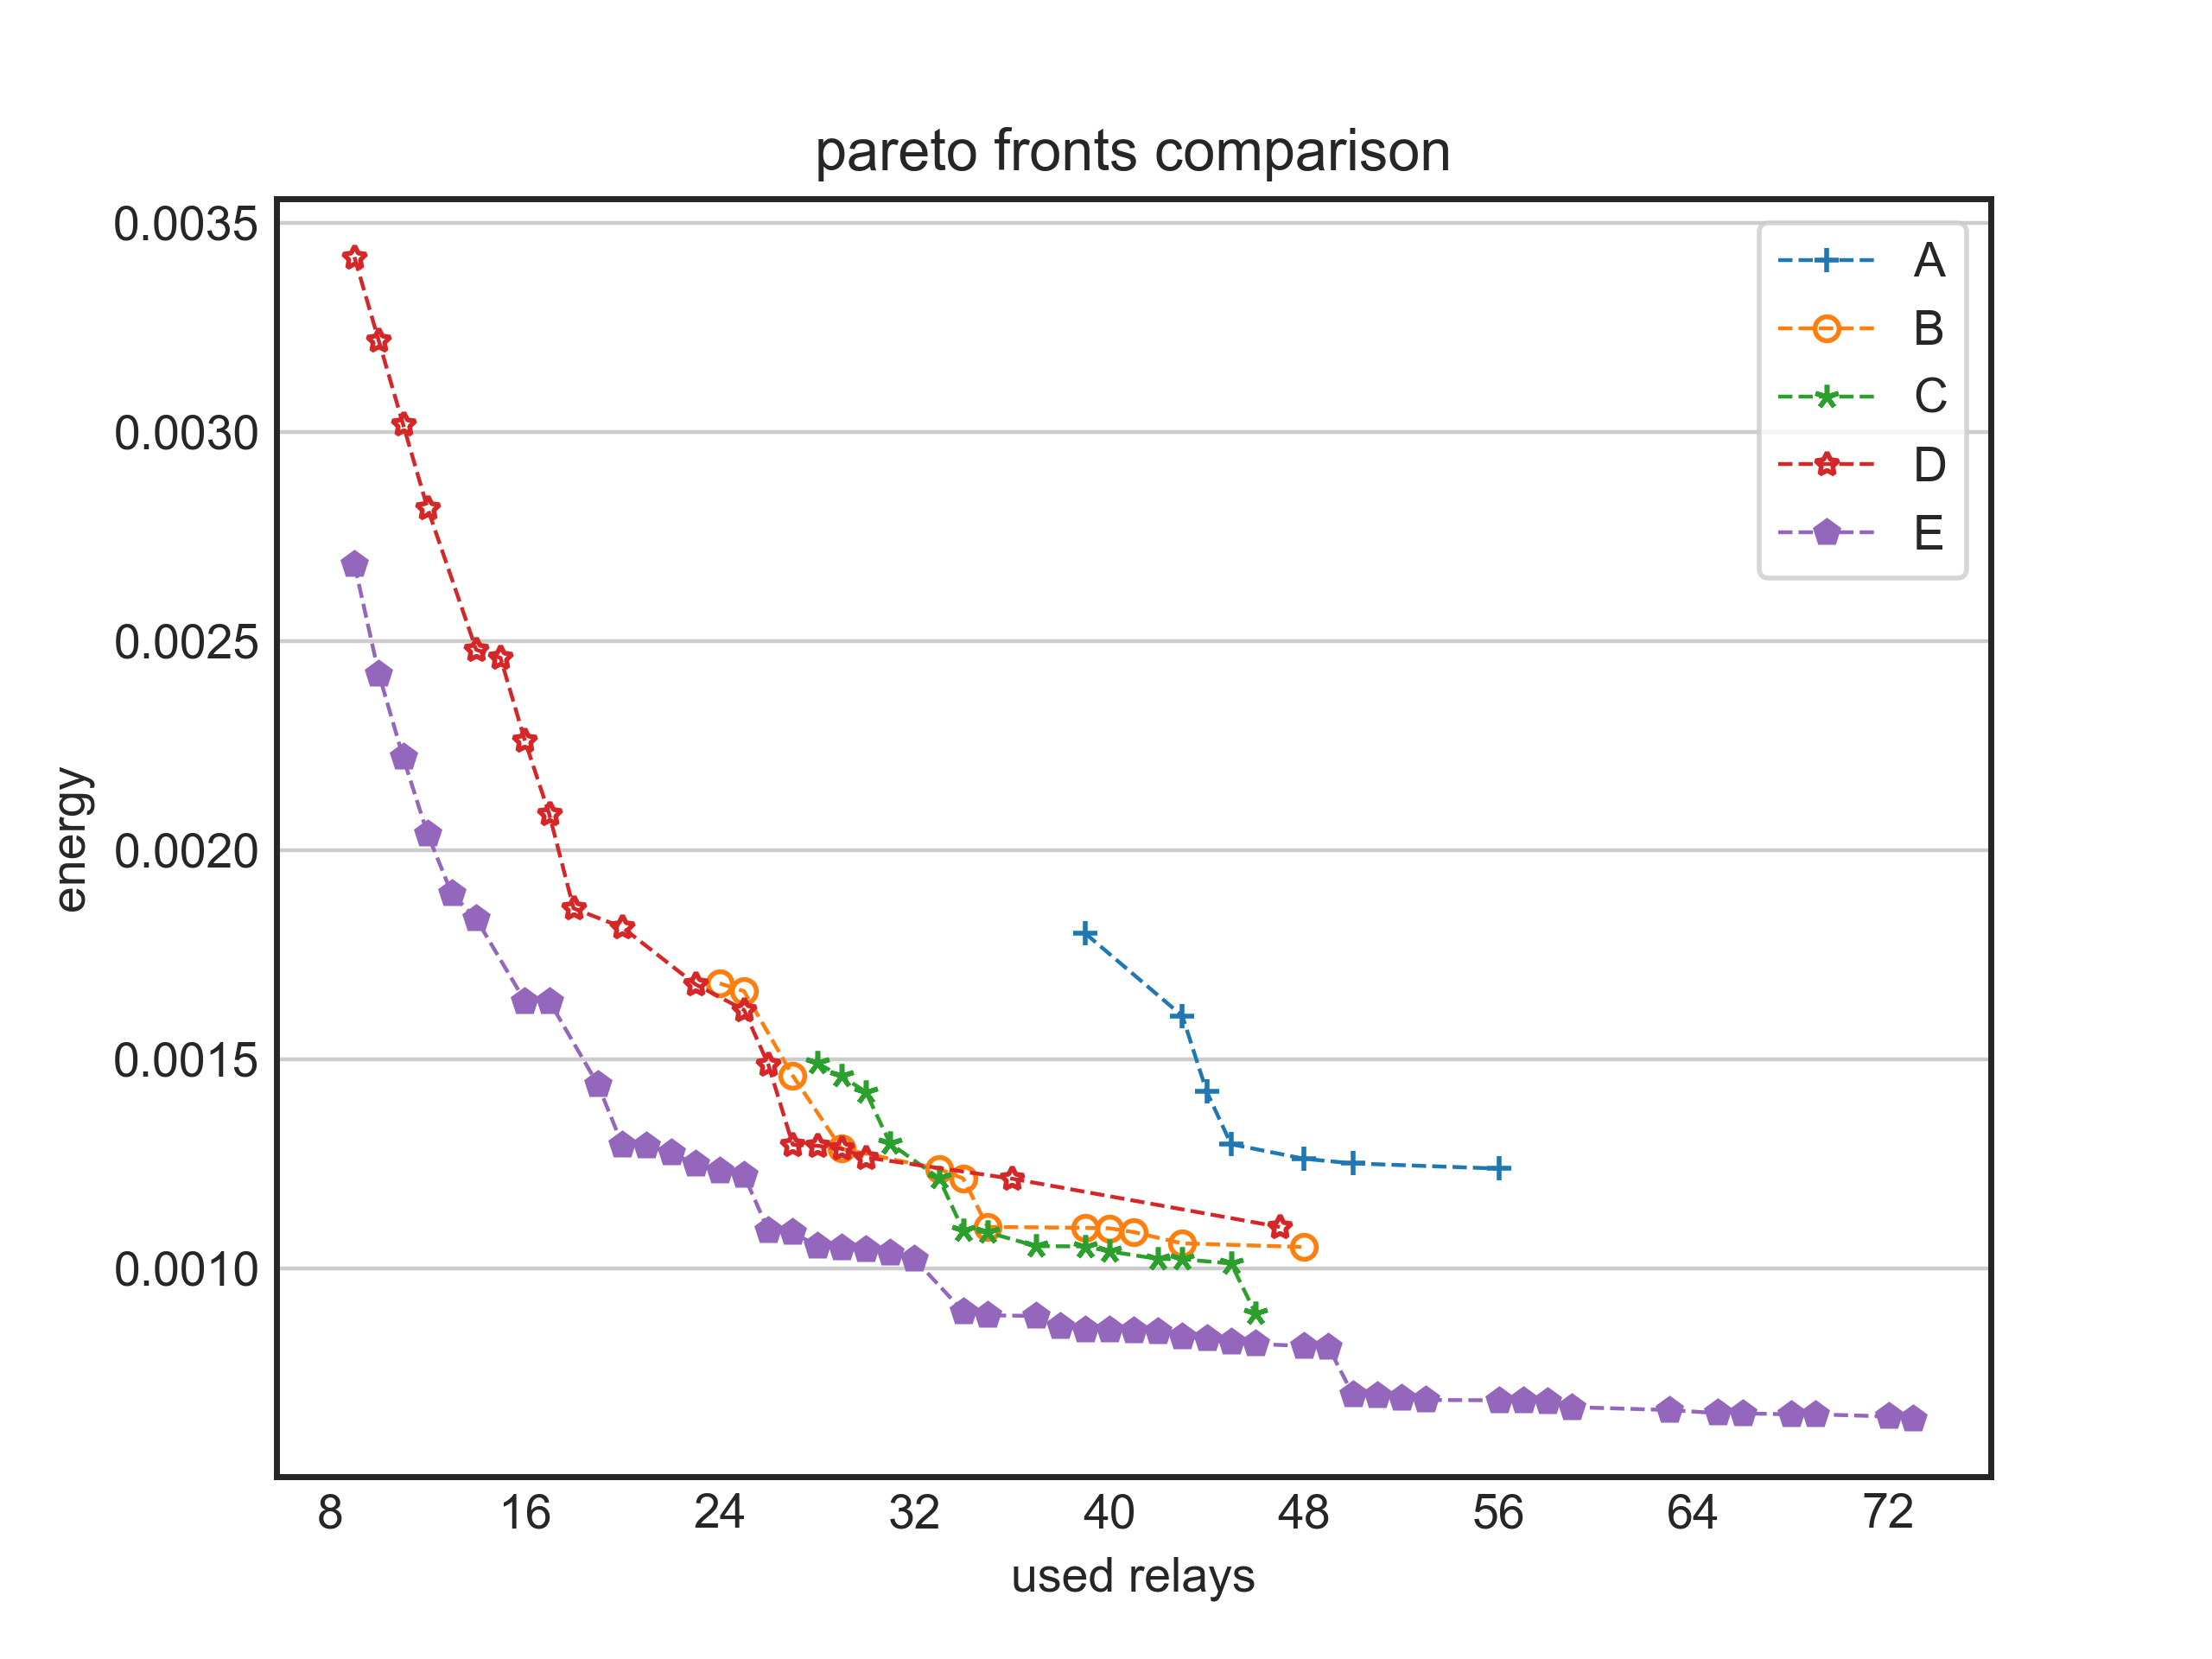 pareto fronts comparison
0.0035
0.0030
0.0025
0.0020
0.0015
0.0010
energy
A
B
C
D
E
8 16 24 32 40 48 56 64 72
used relays